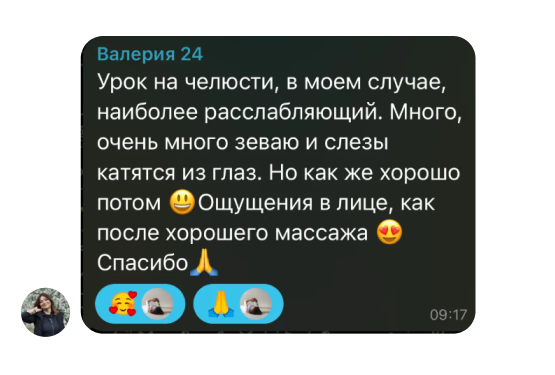 Валерия 24
Урок на челюсти, в моем случае,
наиболее расслабляющий. Много,
очень много зеваю и слезы
катятся из глаз. Но как же хорошо
потом 😃Ощущения в лице, как
после хорошего массажа 😍
Спасибо🙏
09:17